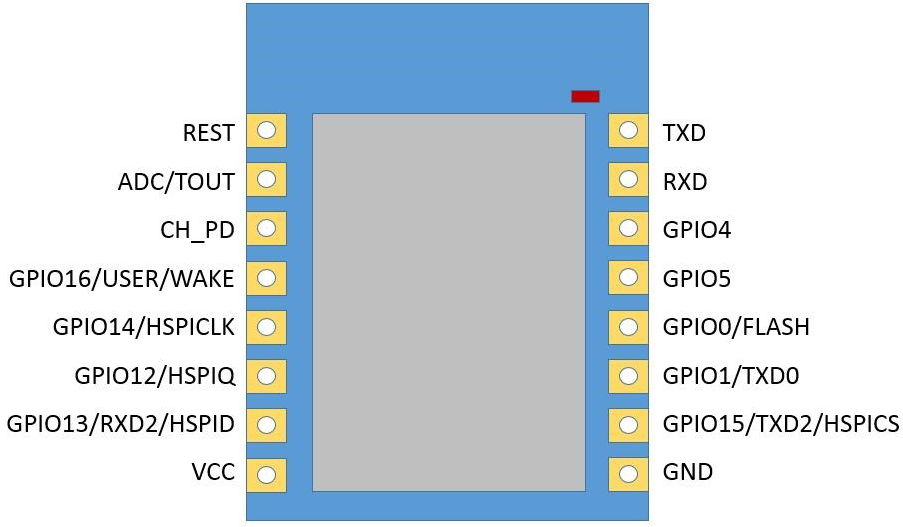 REST
ADC/TOUT
CH_PD
GPIO16/USER/WAKE
GPIO14/HSPICLK
GPIO12/HSPIQ
GPIO13/RXD2/HSPID
VCC
TXD
RXD
GPIO4
GPIO5
GPIO0/FLASH
GPIO1/TXD0
GPIO15/TXD2/HSPICS
GND